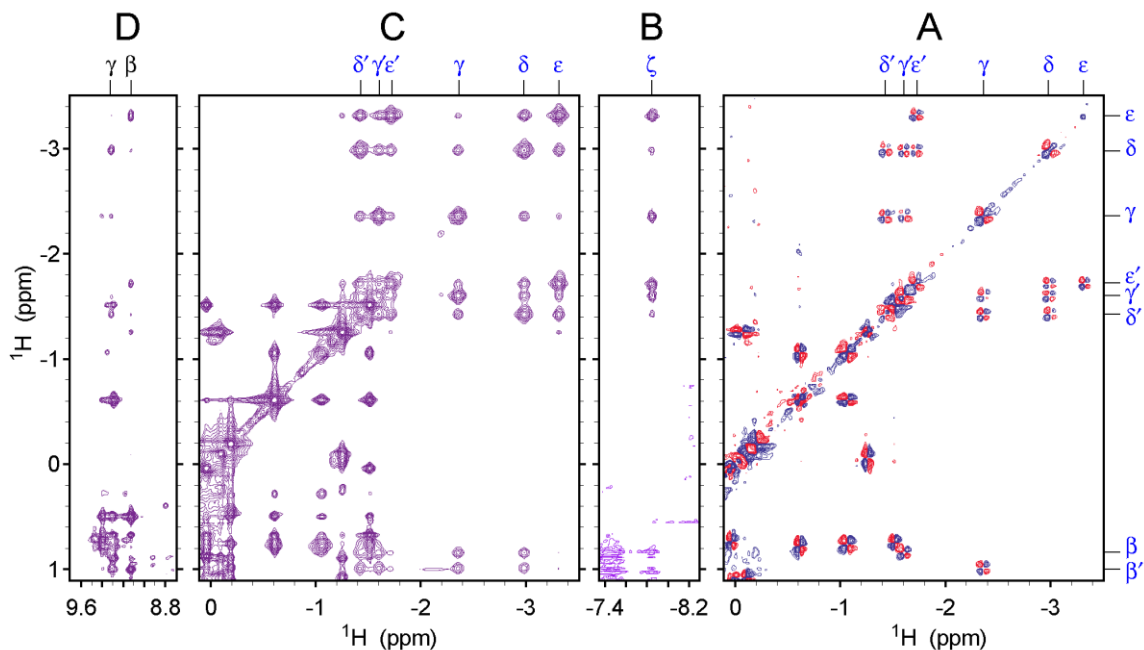 D C B A
γ β δ′ γ′ ε′ γ δ ε ζ δ′ γ′ ε′ γ δ ε
ε
-3 δ
γ
-2
ε′
γ′
δ′
-1
0
β
1 β′
9.6 8.8 0 -1 -2 -3 -7.4 -8.2 0 -1 -2 -3
¹H (ppm) ¹H (ppm)
¹H (ppm)